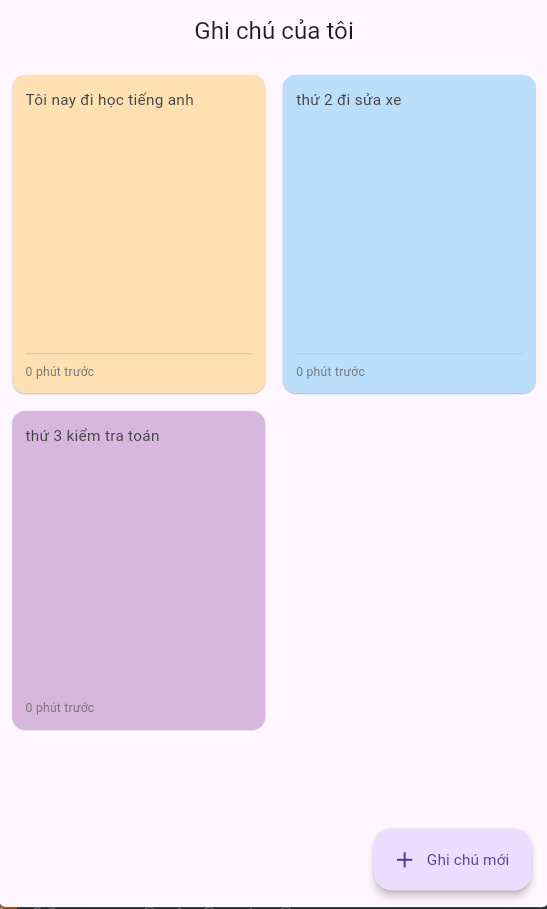 Ghi chú của tôi
Tôi nay đi học tiếng anh
thứ 2 đi sửa xe
0 phút trước
0 phút trước
thứ 3 kiểm tra toán
0 phút trước
Ghi chú mới